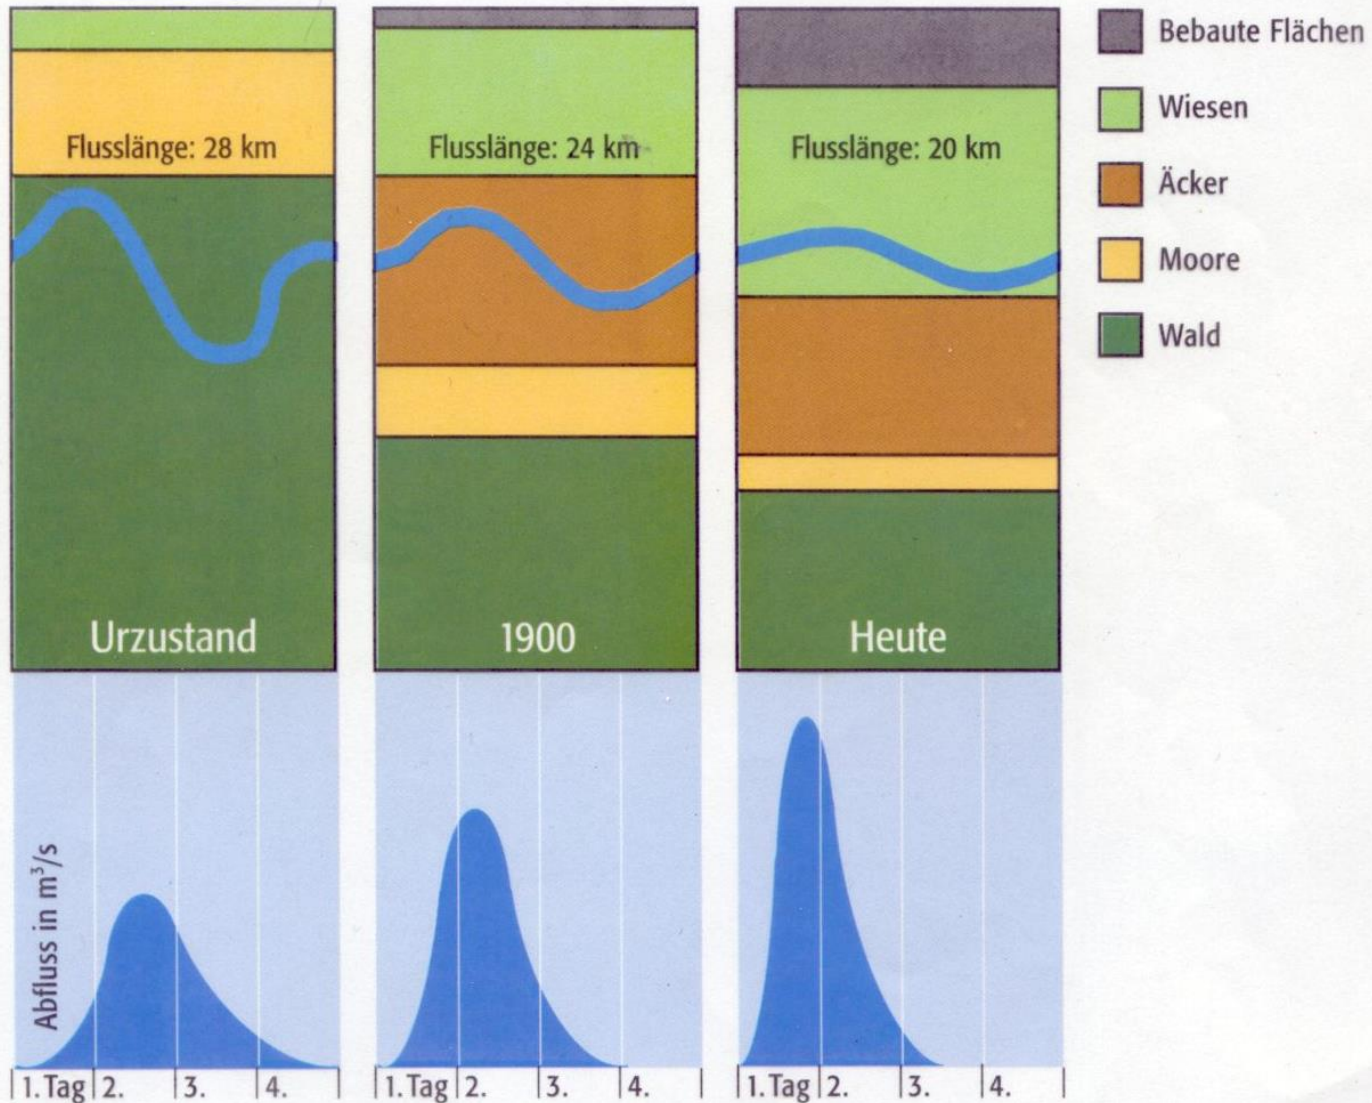 Flusslänge: 28 km
Urzustand
Flusslänge: 24 km
1900
Flusslänge: 20 km
Heute
Bebaute Flächen
Wiesen
Äcker
Moore
Wald
Abfluss in m³/s
1. Tag 2. 3. 4.
1. Tag 2. 3. 4.
1. Tag 2. 3. 4.